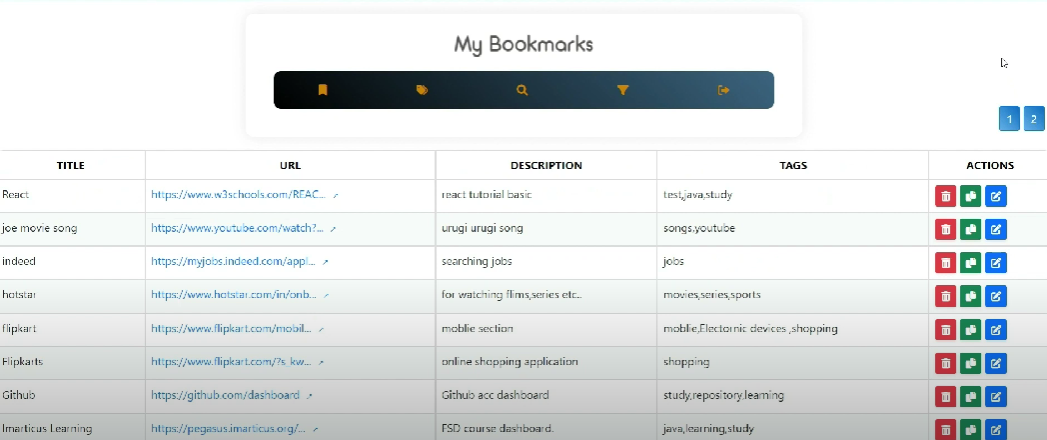 My Bookmarks
1 2
TITLE URL DESCRIPTION TAGS ACTIONS
React https://www.w3schools.com/REAC... react tutorial basic test,java,study
joe movie song https://www.youtube.com/watch?... urugi urugi song songs,youtube
indeed https://myjobs.indeed.com/appl... searching jobs jobs
hotstar https://www.hotstar.com/in/onb... for watching flims,series etc.. movies,series,sports
flipkart https://www.flipkart.com/mobil... moblie section moblie,Electornic devices ,shopping
Flipkarts https://www.flipkart.com/?s_kw... online shopping application shopping
Github https://github.com/dashboard Github acc dashboard study,repository,learning
Imarticus Learning https://pegasus.imarticus.org/... FSD course dashboard. java,learning,study